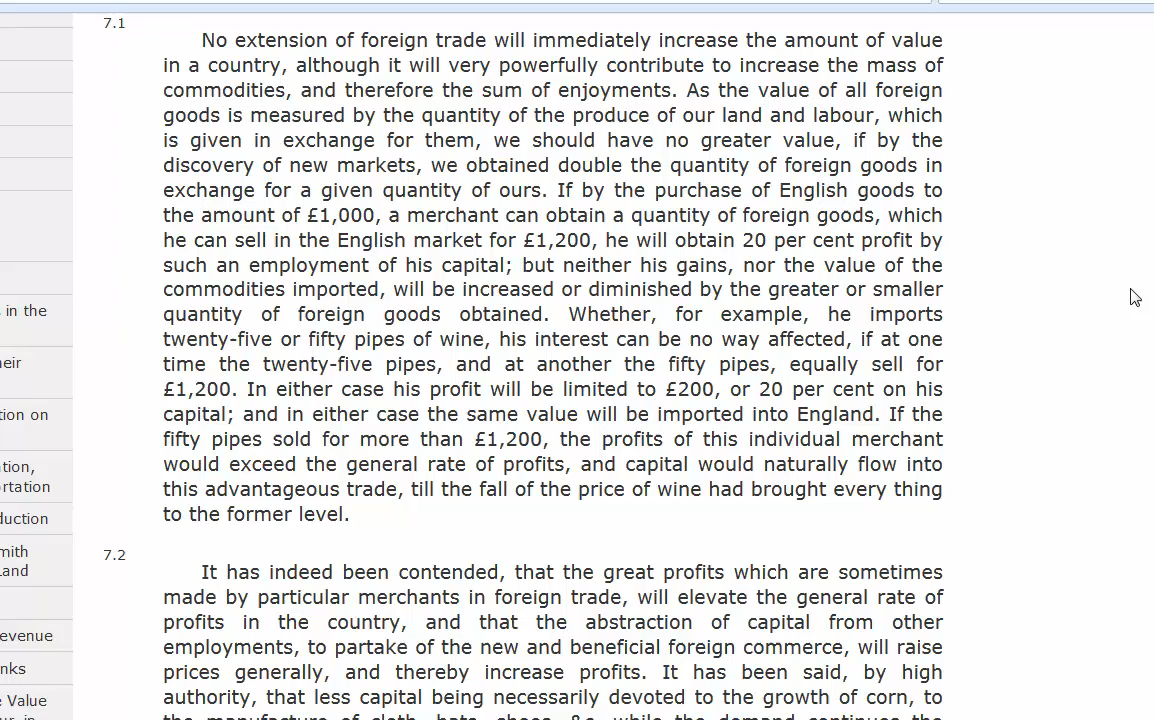 7.1
No extension of foreign trade will immediately increase the amount of value
in a country, although it will very powerfully contribute to increase the mass of
commodities, and therefore the sum of enjoyments. As the value of all foreign
goods is measured by the quantity of the produce of our land and labour, which
is given in exchange for them, we should have no greater value, if by the
discovery of new markets, we obtained double the quantity of foreign goods in
exchange for a given quantity of ours. If by the purchase of English goods to
the amount of £1,000, a merchant can obtain a quantity of foreign goods, which
he can sell in the English market for £1,200, he will obtain 20 per cent profit by
such an employment of his capital; but neither his gains, nor the value of the
commodities imported, will be increased or diminished by the greater or smaller
quantity of foreign goods obtained. Whether, for example, he imports
twenty-five or fifty pipes of wine, his interest can be no way affected, if at one
time the twenty-five pipes, and at another the fifty pipes, equally sell for
£1,200. In either case his profit will be limited to £200, or 20 per cent on his
capital; and in either case the same value will be imported into England. If the
fifty pipes sold for more than £1,200, the profits of this individual merchant
would exceed the general rate of profits, and capital would naturally flow into
this advantageous trade, till the fall of the price of wine had brought every thing
to the former level.
7.2
It has indeed been contended, that the great profits which are sometimes
made by particular merchants in foreign trade, will elevate the general rate of
profits in the country, and that the abstraction of capital from other
employments, to partake of the new and beneficial foreign commerce, will raise
prices generally, and thereby increase profits. It has been said, by high
authority, that less capital being necessarily devoted to the growth of corn, to
the manufacture of cloth, hats, shoes, &c. while the demand continues the
in the
eir
tion on
tion,
rtation
duction
mith
Land
evenue
nks
e Value